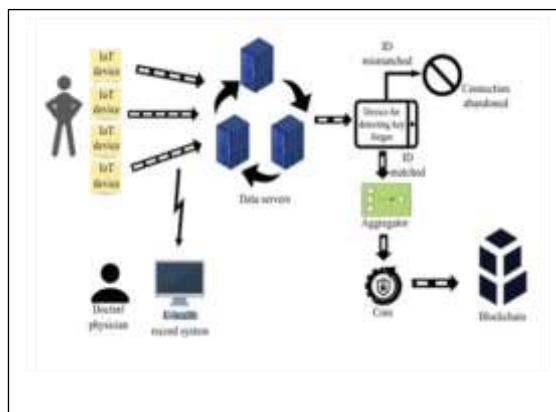 IoT
device
IoT
device
IoT
device
IoT
device
Data servers
ID
mismatched
Connection
abandoned
Device for
detecting key
ID
matched
Aggregator
Core
Blockchain
Doctor/
physician
E-health
record system